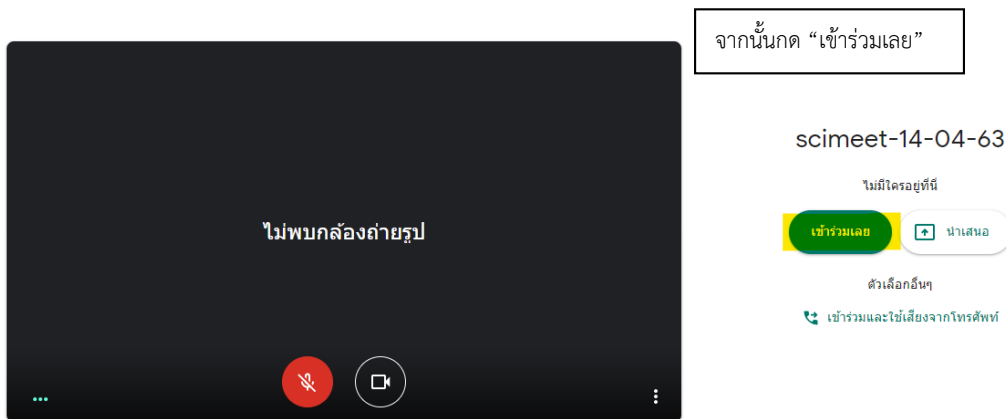 จากนั้นกด “เข้าร่วมเลย”
scimeet-14-04-63
ไม่มีใครอยู่ที่นี่
ไม่พบกล้องถ่ายรูป
เข้าร่วมเลย
นำเสนอ
ตัวเลือกอื่นๆ
เข้าร่วมและใช้เสียงจากโทรศัพท์